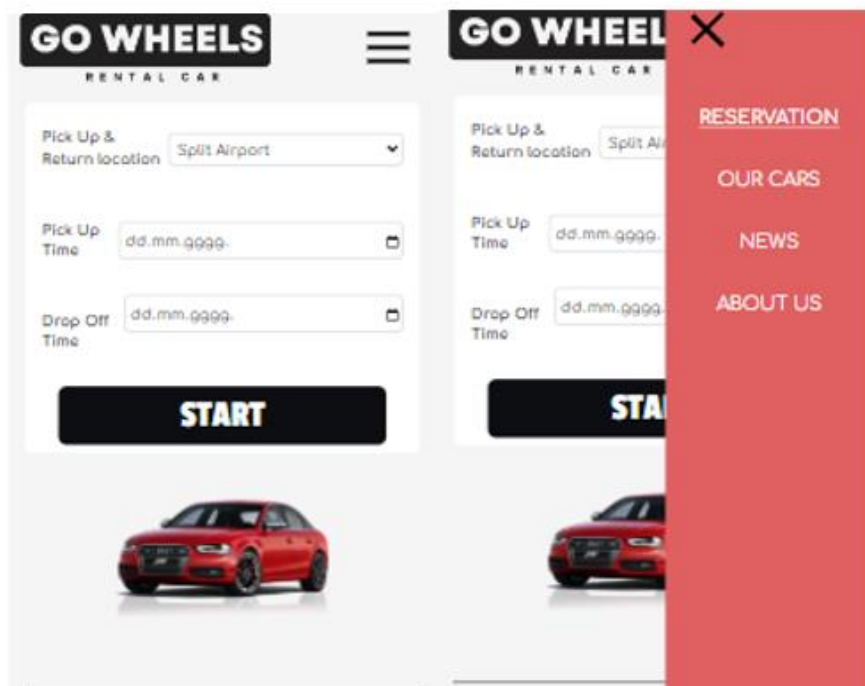 GO WHEELS
RENTAL CAR
Pick Up &
Return location
Split Airport
Pick Up
Time
dd.mm.gggg.
Drop Off
Time
dd.mm.gggg.
START
GO WHEEL
RENTAL CAR
Pick Up &
Return location
Split Air
Pick Up
Time
dd.mm.gggg.
Drop Off
Time
dd.mm.gggg.
STA
RESERVATION
OUR CARS
NEWS
ABOUT US